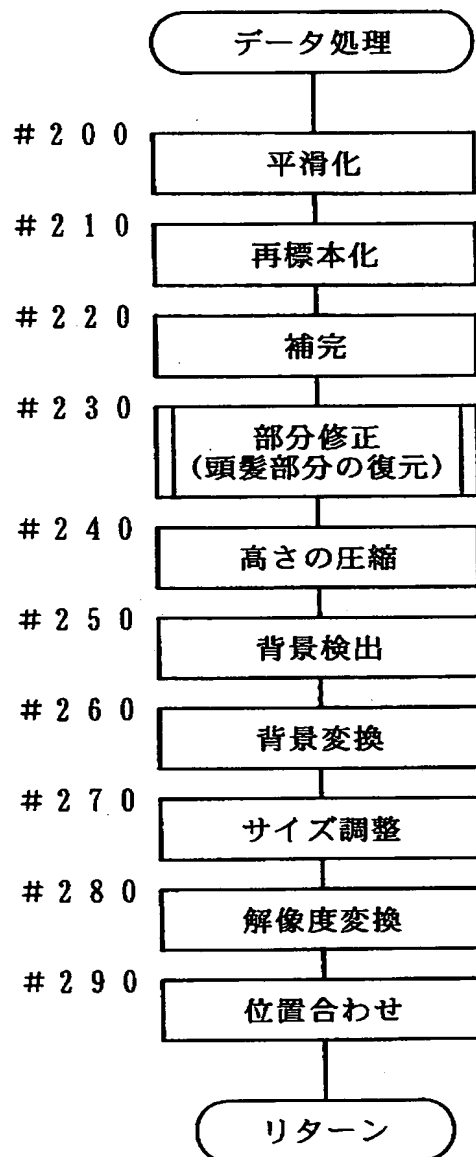 データ処理
#200
平滑化
#210
再標本化
#220
補完
#230
部分修正
(頭髪部分の復元)
#240
高さの圧縮
#250
背景検出
#260
背景変換
#270
サイズ調整
#280
解像度変換
#290
位置合わせ
リターン